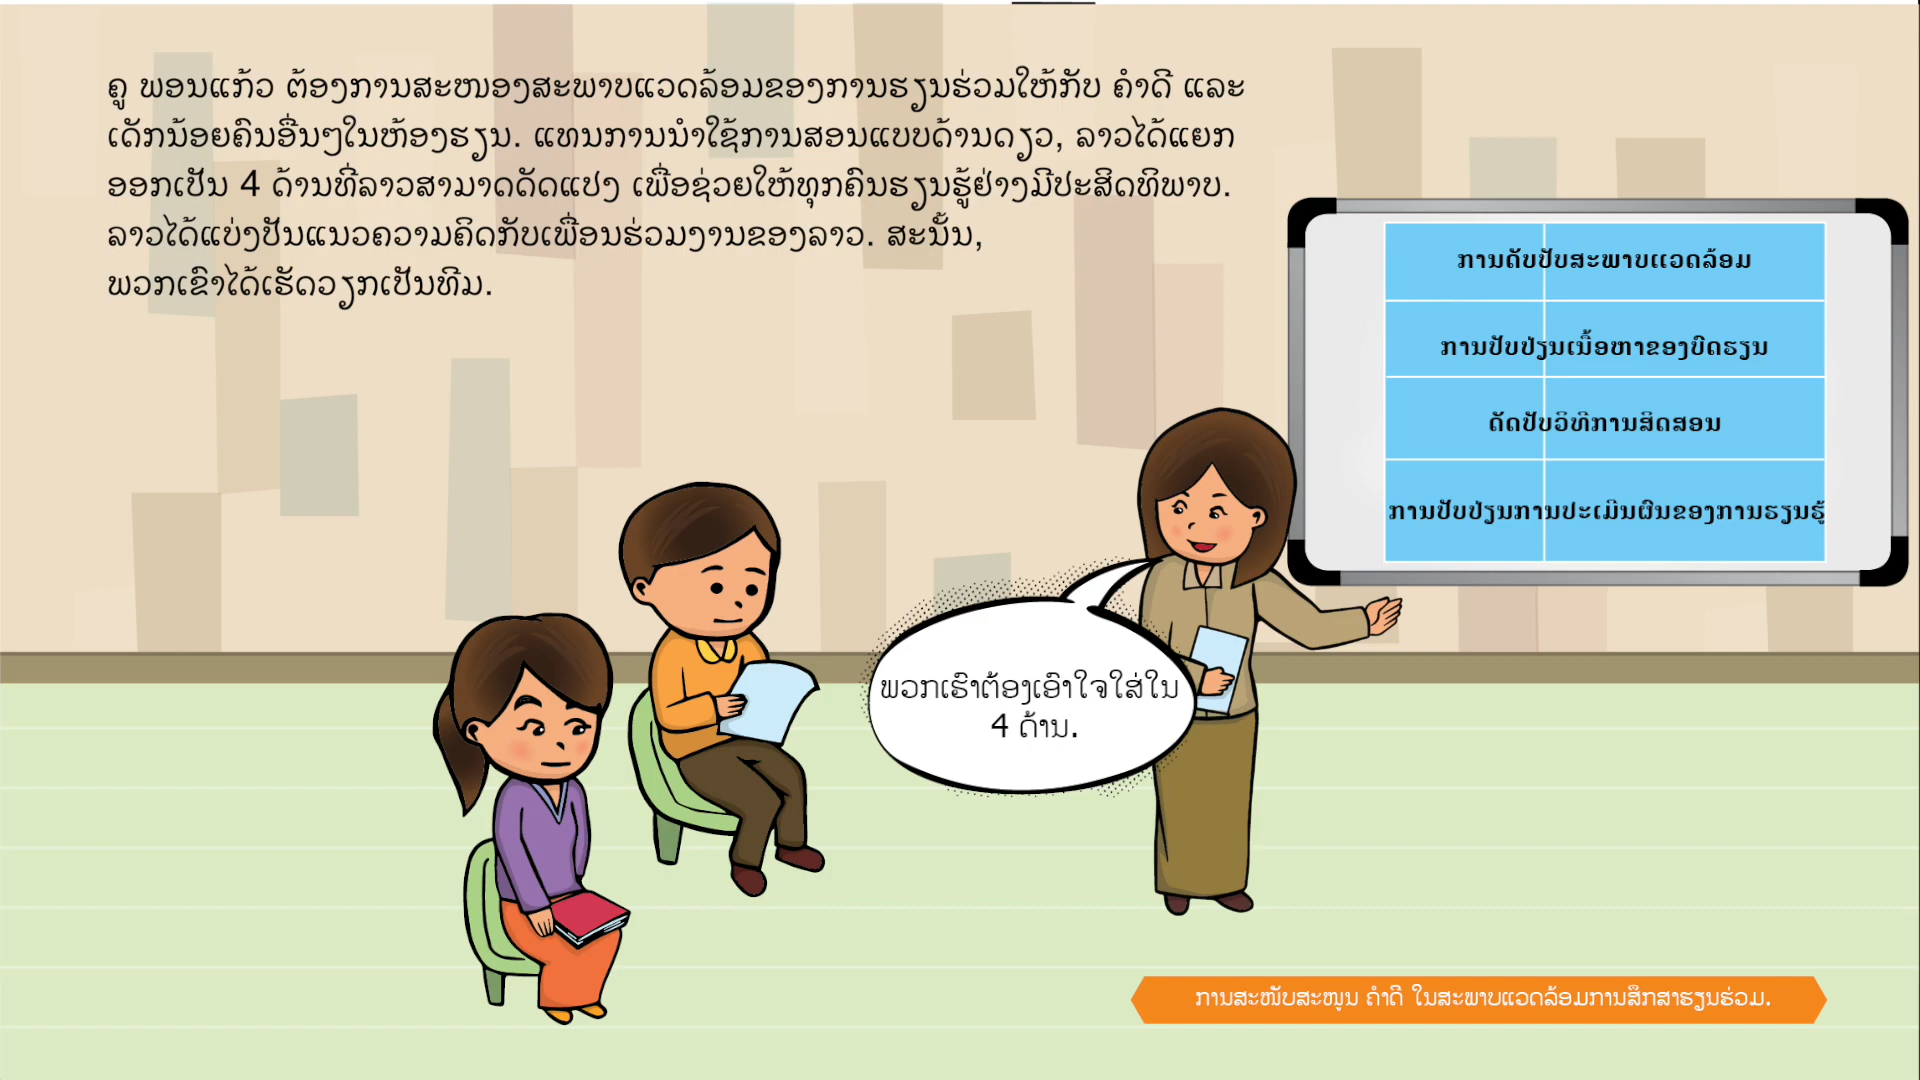 ຄູ ພອນແກ້ວ ຕ້ອງການສະໜອງສະພາບແວດລ້ອມຂອງການຮຽນຮ່ວມໃຫ້ກັບ ຄໍາດີ ແລະ
ເດັກນ້ອຍຄົນອື່ນໆໃນຫ້ອງຮຽນ. ແທນການນໍາໃຊ້ການສອນແບບດ້ານດຽວ, ລາວໄດ້ແຍກ
ອອກເປັນ 4 ດ້ານທີ່ລາວສາມາດດັດແປງ ເພື່ອຊ່ວຍໃຫ້ທຸກຄົນຮຽນຮູ້ຢ່າງມີປະສິດທິພາບ.
ລາວໄດ້ແບ່ງປັນແນວຄວາມຄິດກັບເພື່ອນຮ່ວມງານຂອງລາວ. ສະນັ້ນ,
ພວກເຂົາໄດ້ເຮັດວຽກເປັນທີມ.
ການດັບປັບສະພາບແວດລ້ອມ
ການປັບປ່ຽນເນື້ອຫາຂອງບົດຮຽນ
ດັດປັບວິທີການສິດສອນ
ການປັບປ່ຽນການປະເມີນຜົນຂອງການຮຽນຮູ້
ພວກເຮົາຕ້ອງເອົາໃຈໃສ່ໃນ
4 ດ້ານ.
ການສະໜັບສະໜູນ ຄໍາດີ ໃນສະພາບແວດລ້ອມການສຶກສາຮຽນຮ່ວມ.